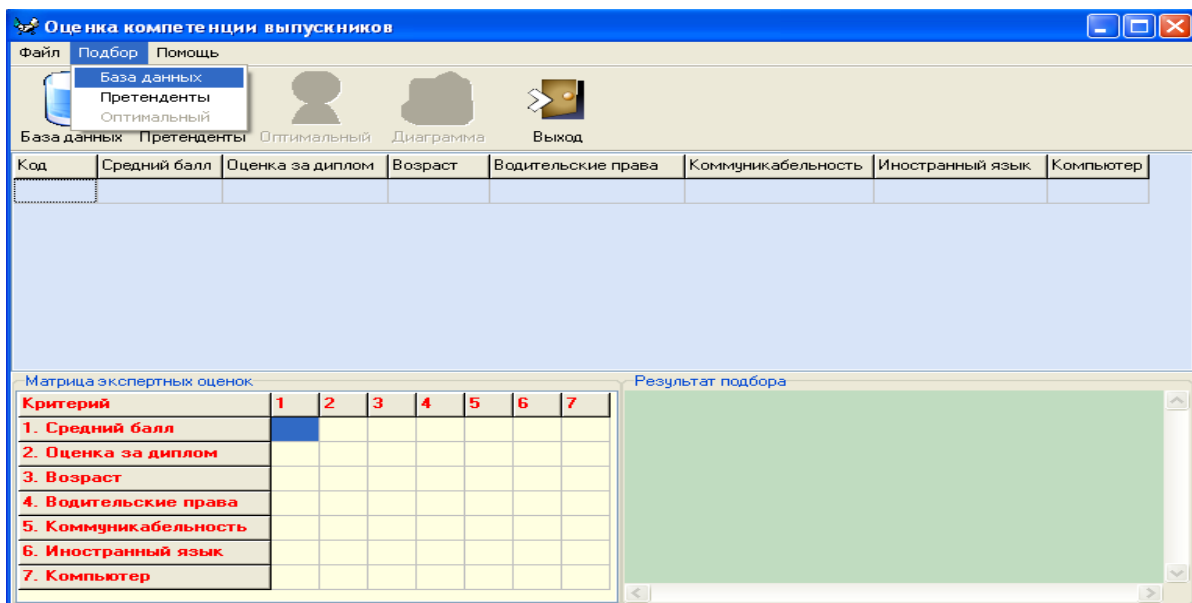 Оценка компетенции выпускников
Файл Подбор Помощь
База данных
Претенденты
Оптимальный
База данных Претенденты Оптимальный Диаграмма Выход
Код Средний балл Оценка за диплом Возраст Водительские права Коммуникабельность Иностранный язык Компьютер
Матрица экспертных оценок
Критерий 1 2 3 4 5 6 7
1. Средний балл
2. Оценка за диплом
3. Возраст
4. Водительские права
5. Коммуникабельность
6. Иностранный язык
7. Компьютер
Результат подбора